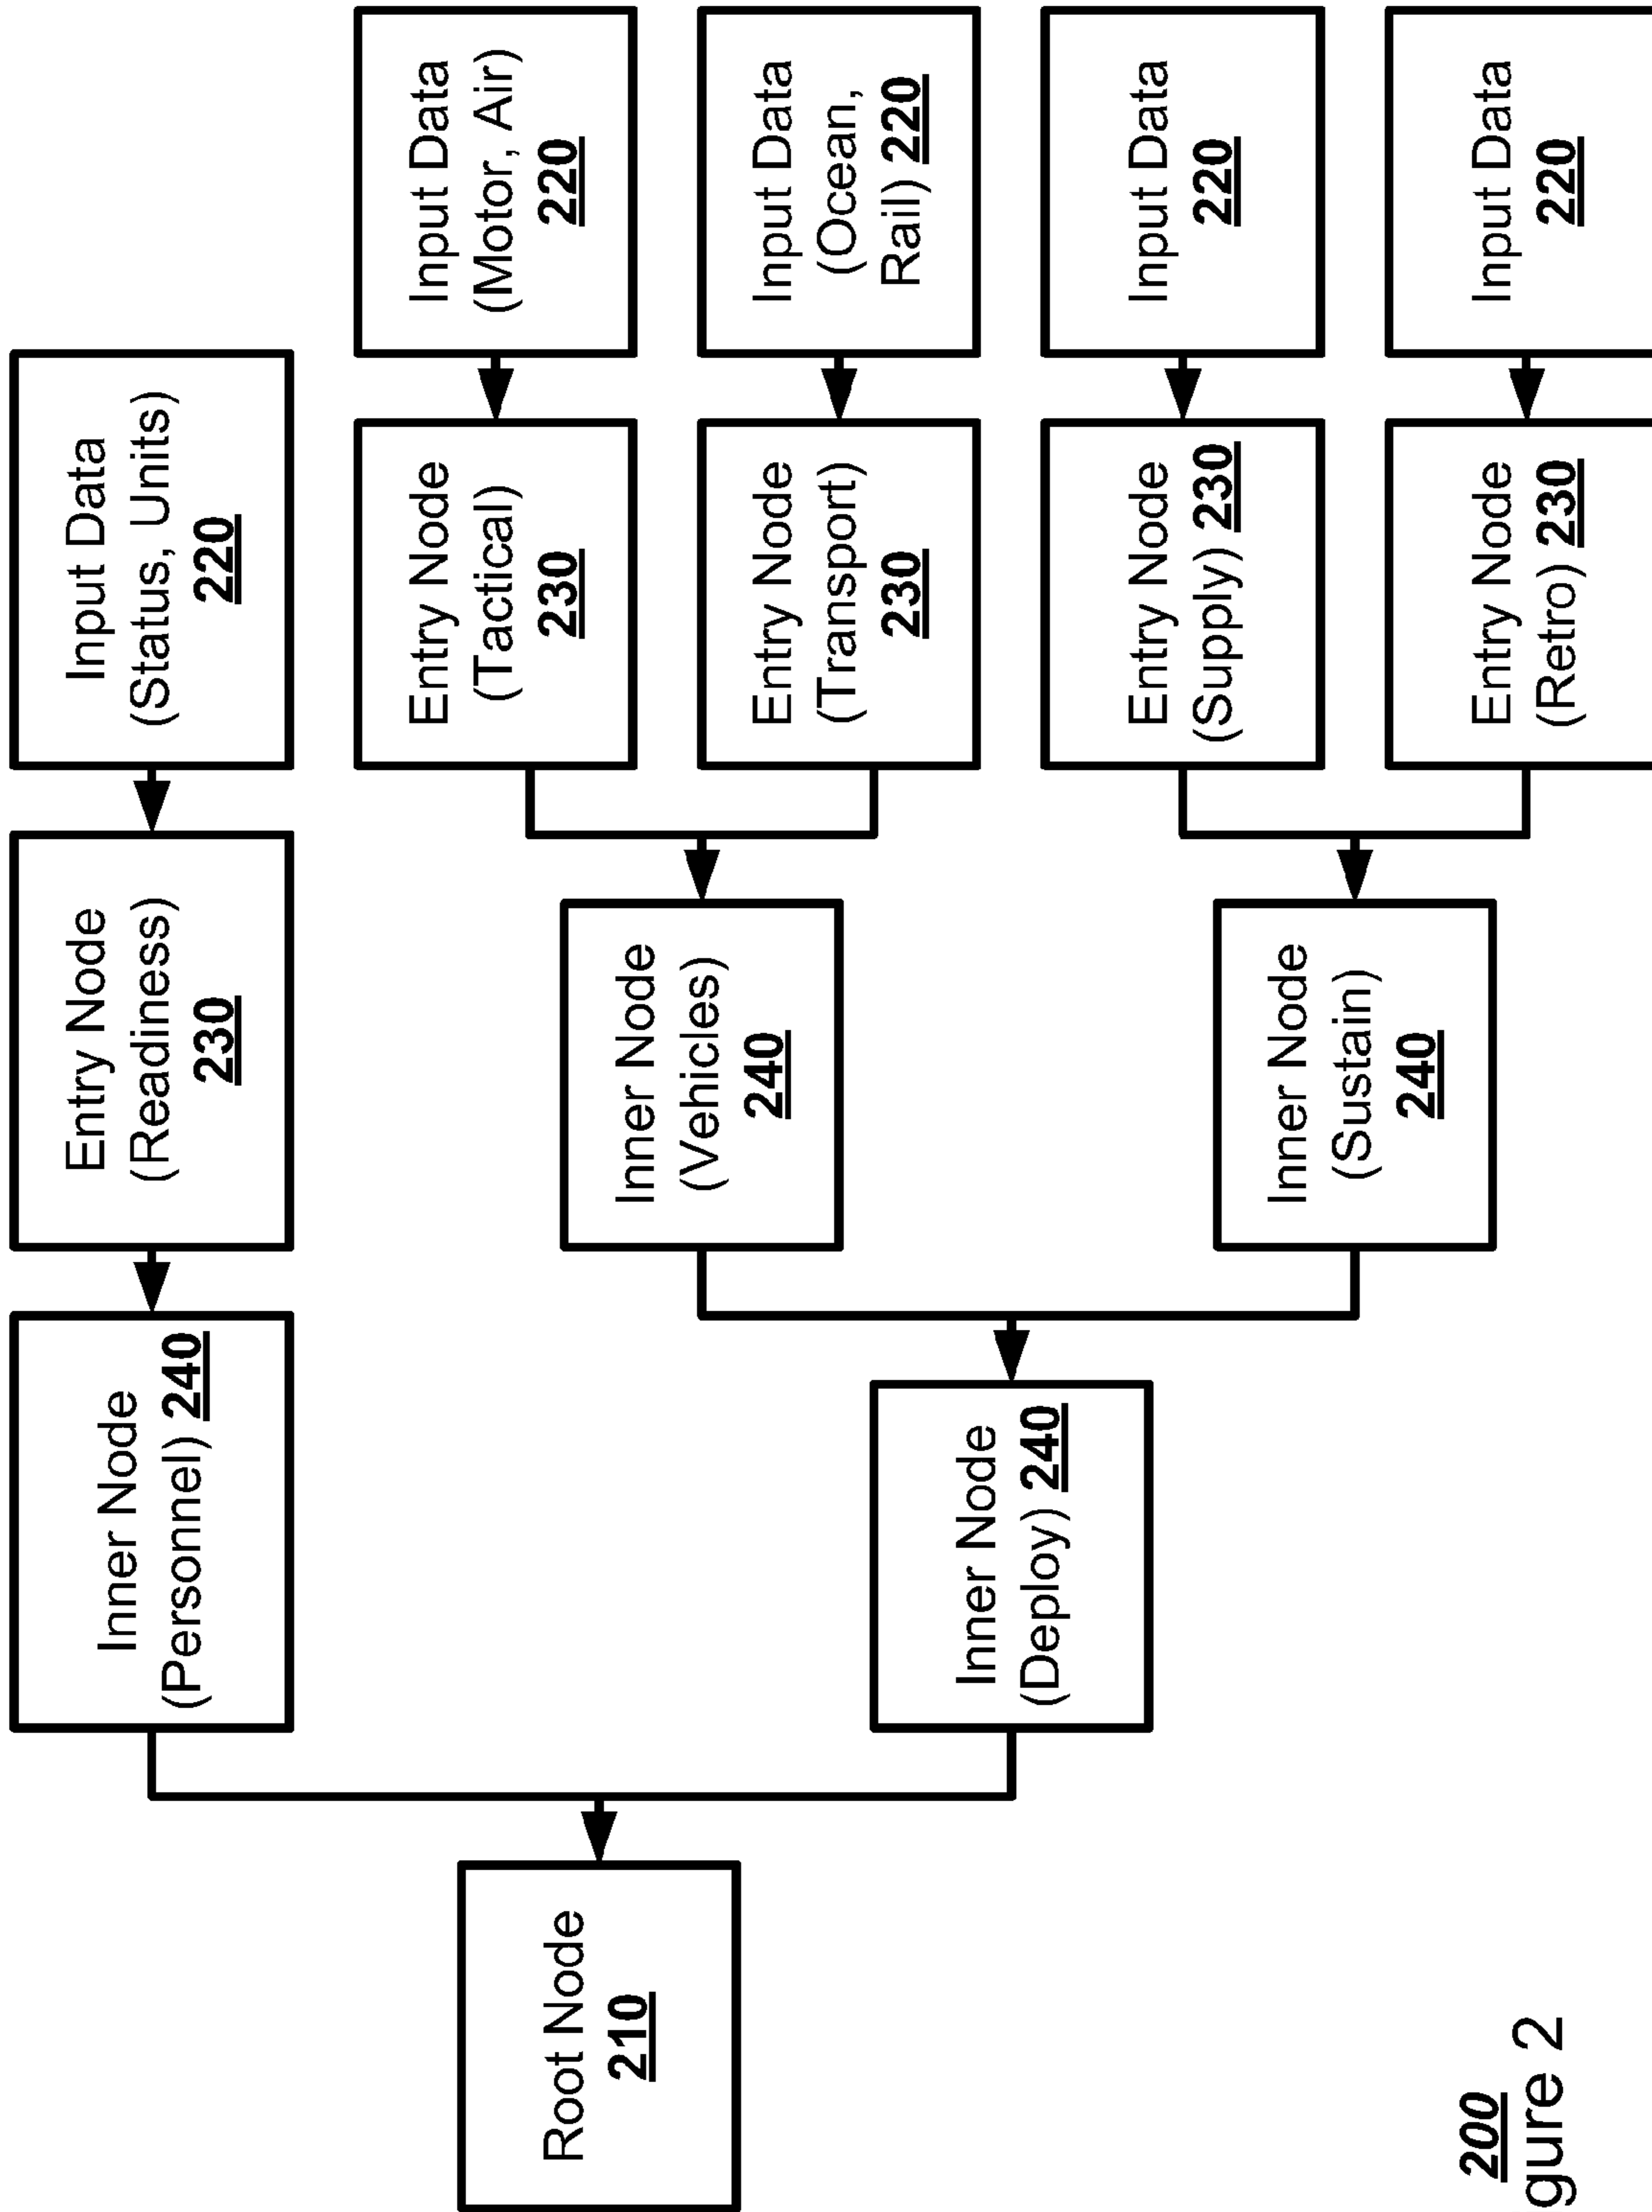 Inner Node
(Personnel) 240
Entry Node
(Readiness)
230
Input Data
(Status, Units)
220
Entry Node
(Tactical)
230
Input Data
(Motor, Air)
220
Root Node
210
Inner Node
(Vehicles)
240
Entry Node
(Transport)
230
Input Data
(Ocean,
Rail) 220
Inner Node
(Deploy) 240
Entry Node
(Supply) 230
Input Data
220
Inner Node
(Sustain)
240
Entry Node
(Retro) 230
Input Data
220
200
gure 2